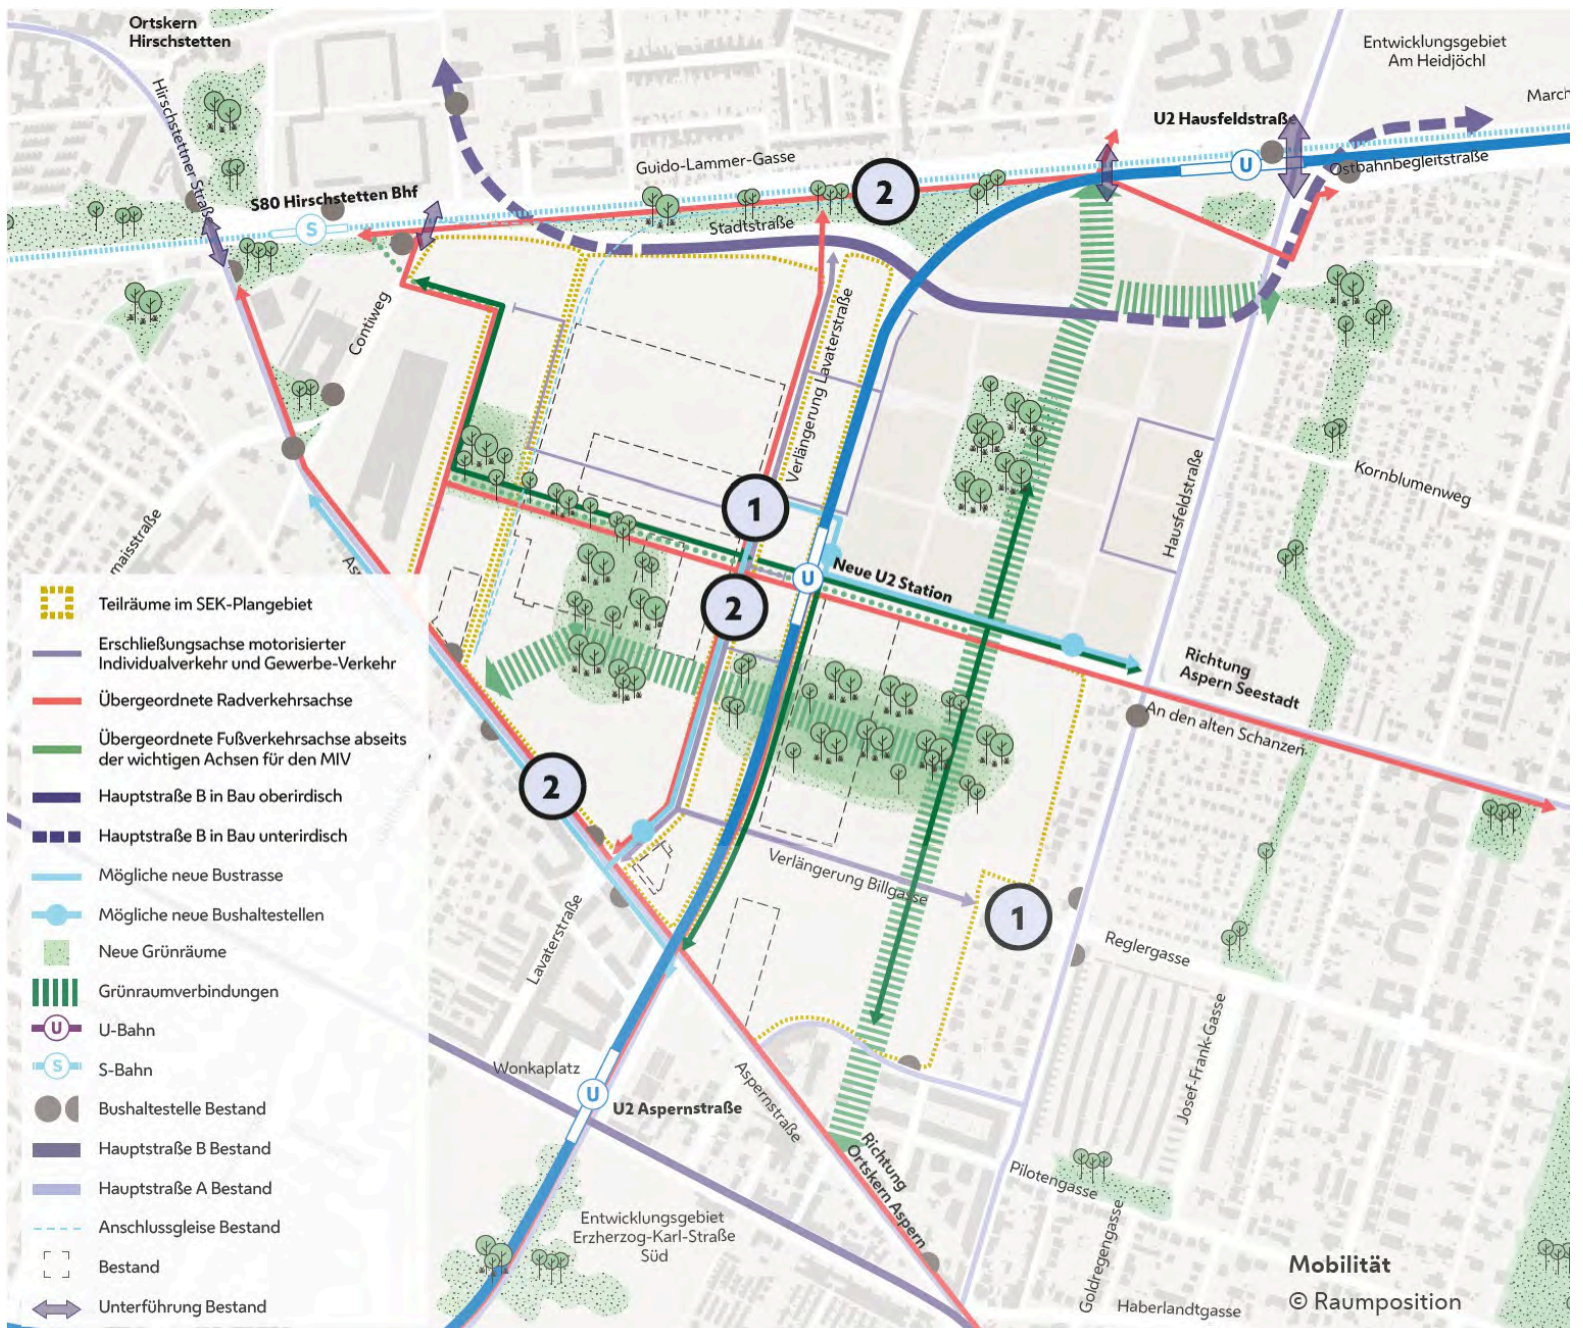 Ortskern
Hirschstetten
Entwicklungsgebiet
Am Heidjöchl
March
U2 Hausfeldstraße
Hirschstettner Straße
Guido-Lammer-Gasse
2
U
Ostbahnbegleitstraße
S80 Hirschstetten Bhf
S
Stadtstraße
Contiweg
Verlängerung Lavaterstraße
Kornblumenweg
Hausfeldstraße
1
maisstraße
As
U
Neue U2 Station
2
Richtung
Aspern Seestadt
An den alten Schanzen
2
Verlängerung Billgasse
1
Lavaterstraße
Reglergasse
Josef-Frank-Gasse
Wonkaplatz
U
U2 Aspernstraße
Aspernstraße
Richtung
Ortskern Aspern
Pilotengasse
Goldregengasse
Entwicklungsgebiet
Erzherzog-Karl-Straße
Süd
Haberlandtgasse
Teilräume im SEK-Plangebiet
Erschließungsachse motorisierter
Individualverkehr und Gewerbe-Verkehr
Übergeordnete Radverkehrsachse
Übergeordnete Fußverkehrsachse abseits
der wichtigen Achsen für den MIV
Hauptstraße B in Bau oberirdisch
Hauptstraße B in Bau unterirdisch
Mögliche neue Bustrasse
Mögliche neue Bushaltestellen
Neue Grünräume
Grünraumverbindungen
U U-Bahn
S S-Bahn
Bushaltestelle Bestand
Hauptstraße B Bestand
Hauptstraße A Bestand
Anschlussgleise Bestand
Bestand
Unterführung Bestand
Mobilität
© Raumposition